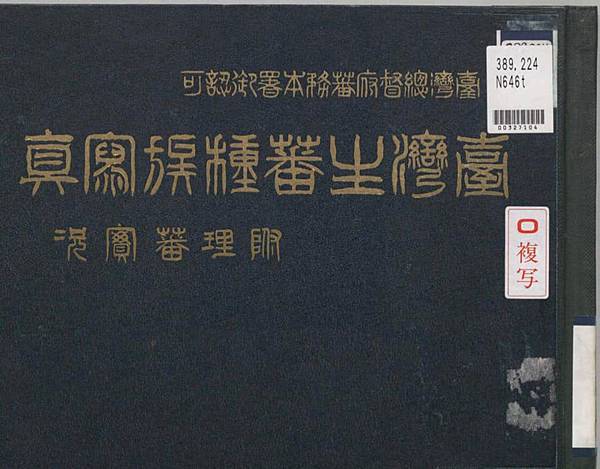 臺灣總督府蕃務本署御認可
臺灣生蕃種族寫真
附理蕃實況
389,224
N646t
00327104
複写